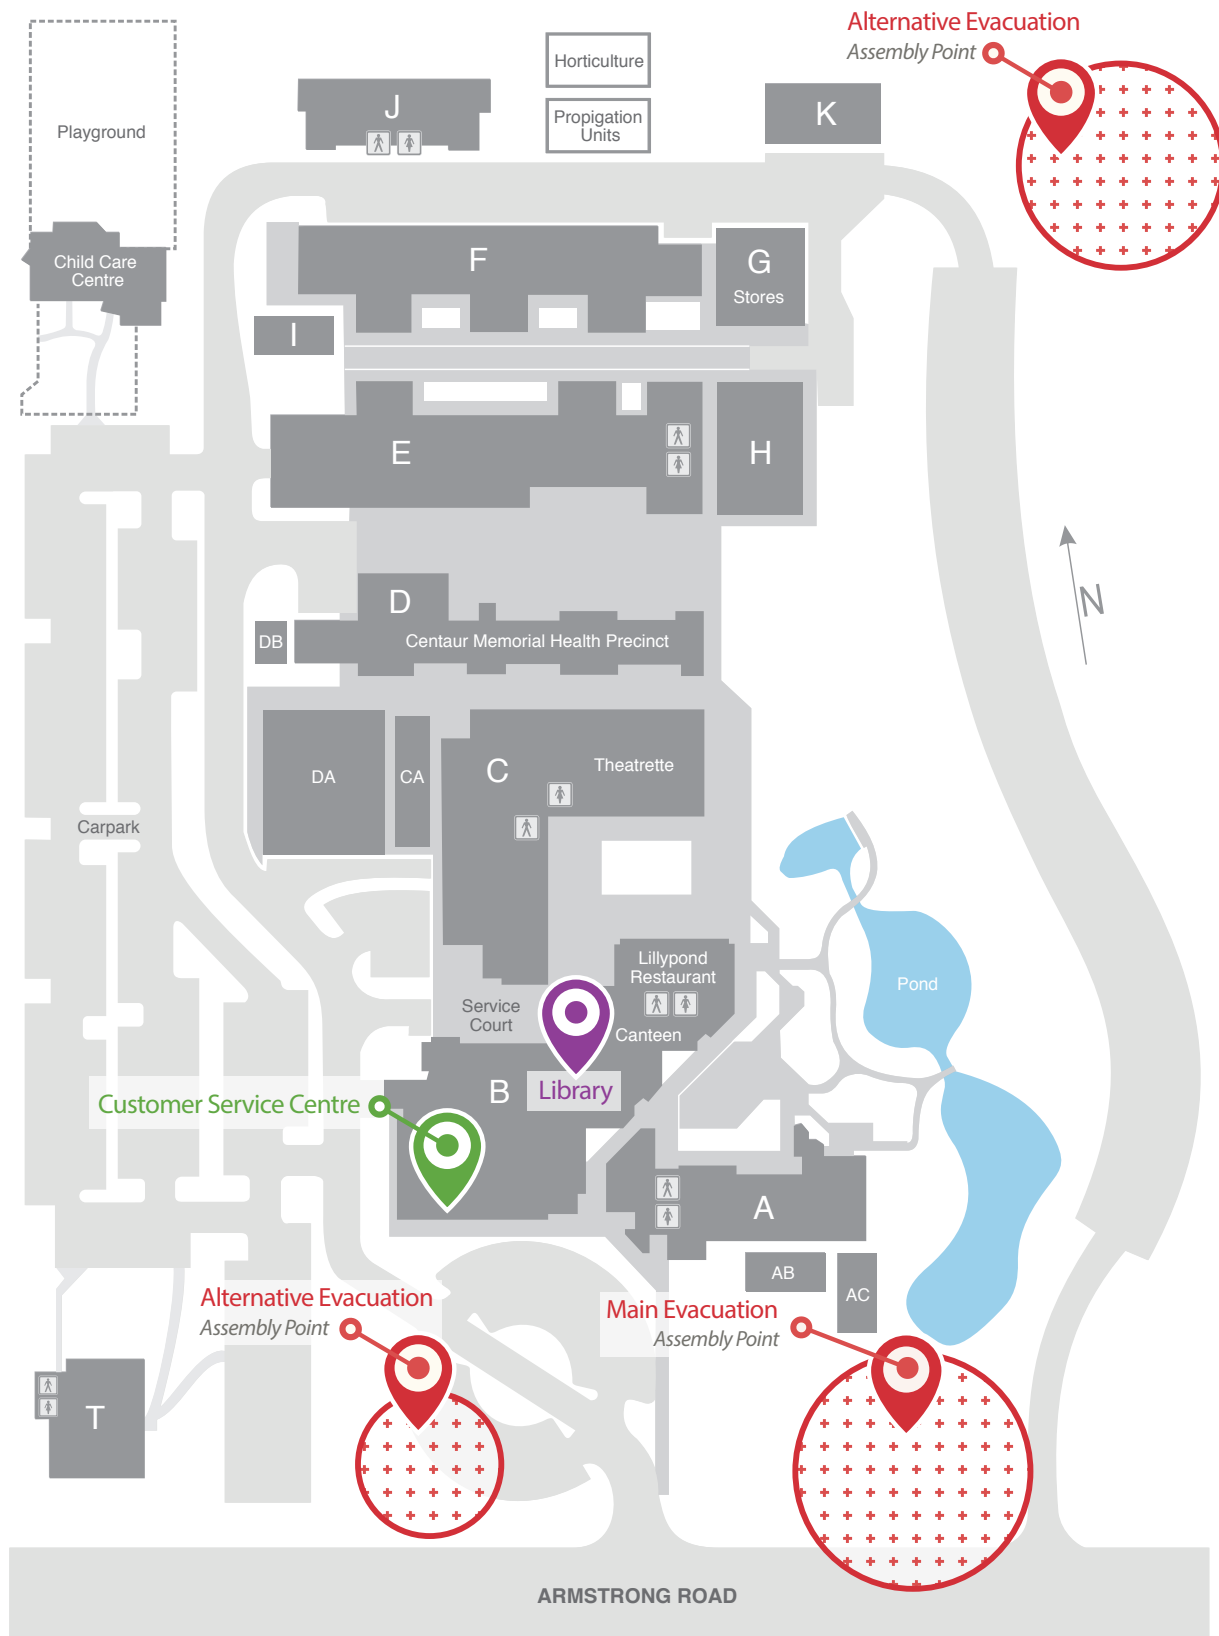 Alternative Evacuation
Assembly Point
Horticulture
Propigation
Units
Playground
J
K
Child Care
Centre
F
G
Stores
I
E
H
N
D
DB
Centaur Memorial Health Precinct
DA
CA
C
Theatrette
Carpark
Lillypond
Restaurant
Pond
Service
Court
Canteen
B
Library
Customer Service Centre
A
AB
AC
Alternative Evacuation
Assembly Point
Main Evacuation
Assembly Point
T
ARMSTRONG ROAD